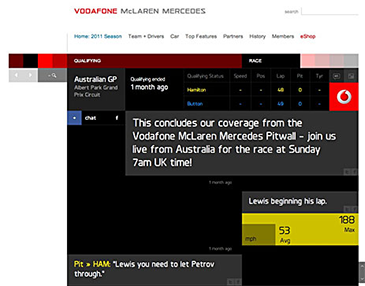 VODAFONE McLAREN MERCEDES
search
Home: 2011 Season Team + Drivers Car Top Features Partners History Members eShop
QUALIFYING RACE
Australian GP
Albert Park Grand
Prix Circuit
Qualifying ended
1 month ago
Qualifying Status Speed Pos Lap Pit Tyr
Hamilton - - 48 0 -
Button - - 48 0 -
chat f
This concludes our coverage from the
Vodafone McLaren Mercedes Pitwall - join us
live from Australia for the race at Sunday
7am UK time!
1 month ago
Lewis beginning his lap.
188
Max
mph
53
Avg
1 month ago
Pit » HAM: "Lewis you need to let Petrov
through."